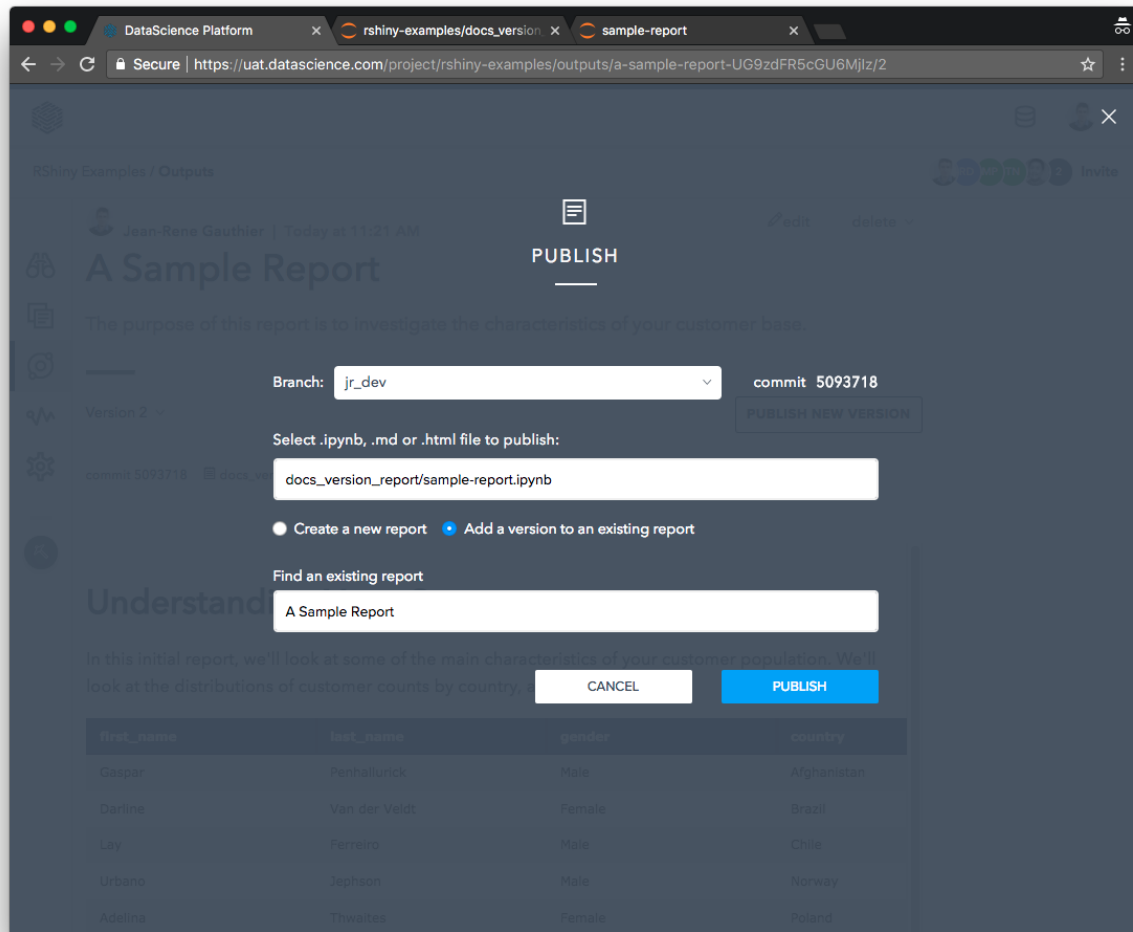 DataScience Platform
rshiny-examples/docs_version
sample-report
Secure | https://uat.datascience.com/project/rshiny-examples/outputs/a-sample-report-UG9zdFR5cGU6MjIz/2
RShiny Examples / Outputs
Invite
Jean-Rene Gauthier | Today at 11:21 AM
edit
delete
A Sample Report
PUBLISH
The purpose of this report is to investigate the characteristics of your customer base.
Branch:
jr_dev
commit 5093718
Version 2
PUBLISH NEW VERSION
Select .ipynb, .md or .html file to publish:
commit 5093718
docs_ve
docs_version_report/sample-report.ipynb
Create a new report
Add a version to an existing report
Find an existing report
Understandi
A Sample Report
In this initial report, we'll look at some of the main characteristics of your customer population. We'll
look at the distributions of customer counts by country, a
CANCEL
PUBLISH
first_name last_name gender country
Gaspar Penhallurick Male Afghanistan
Darline Van der Veldt Female Brazil
Lay Ferreiro Male Chile
Urbano Jephson Male Norway
Adelina Thwaites Female Poland